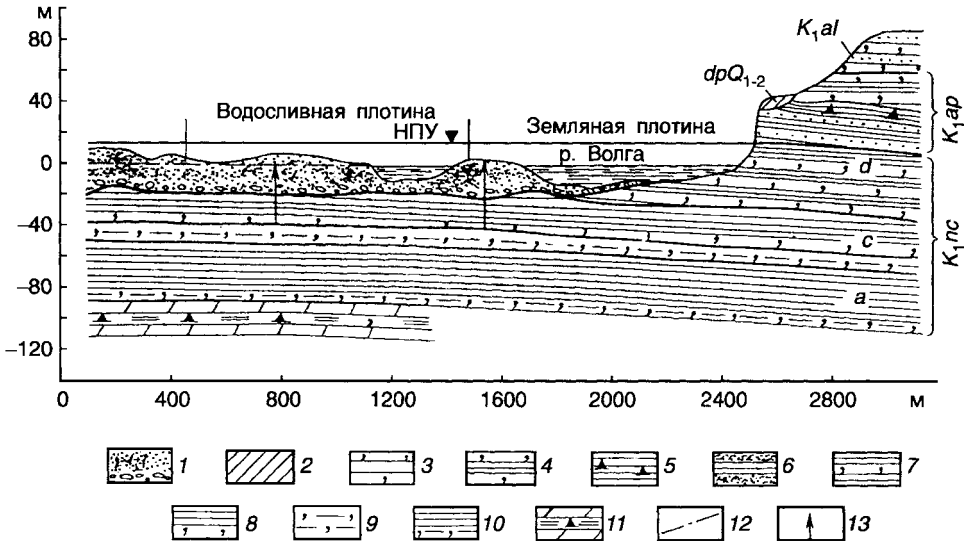 м
80
40
0
−40
−80
−120
0
400
800
1200
1600
2000
2400
2800
м
Водосливная плотина
НПУ
Земляная плотина
р. Волга
K₁al
dpQ₁₋₂
K₁ap
K₁nc
d
c
a
1
2
3
4
5
6
7
8
9
10
11
12
13